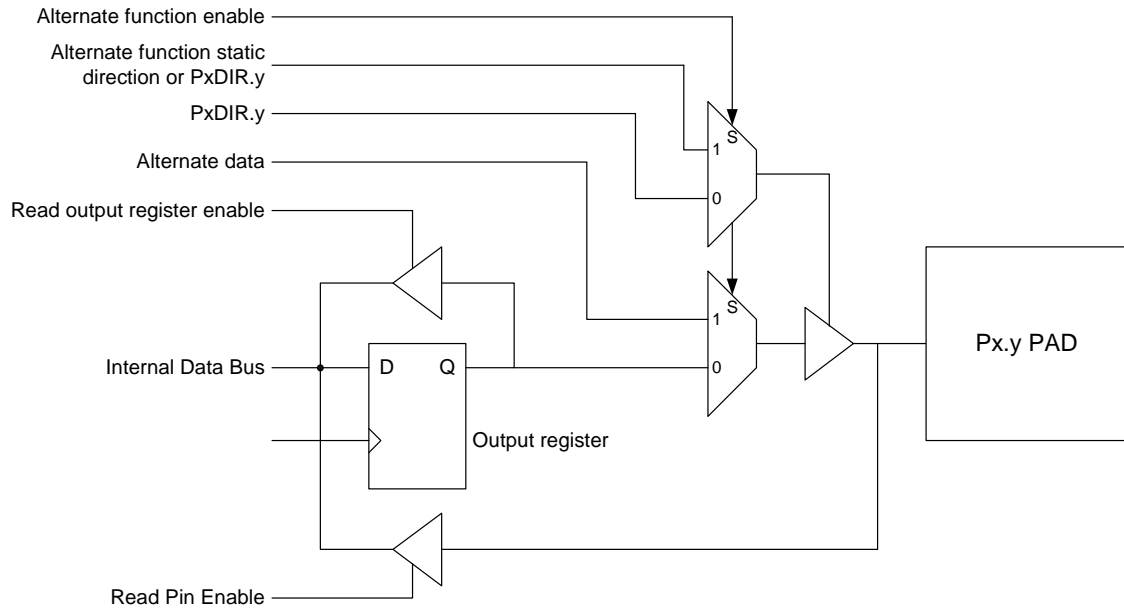 Alternate function enable
Alternate function static
direction or PxDIR.y
PxDIR.y
Alternate data
Read output register enable
S
1
0
S
1
0
Px.y PAD
Internal Data Bus
D Q
Output register
Read Pin Enable